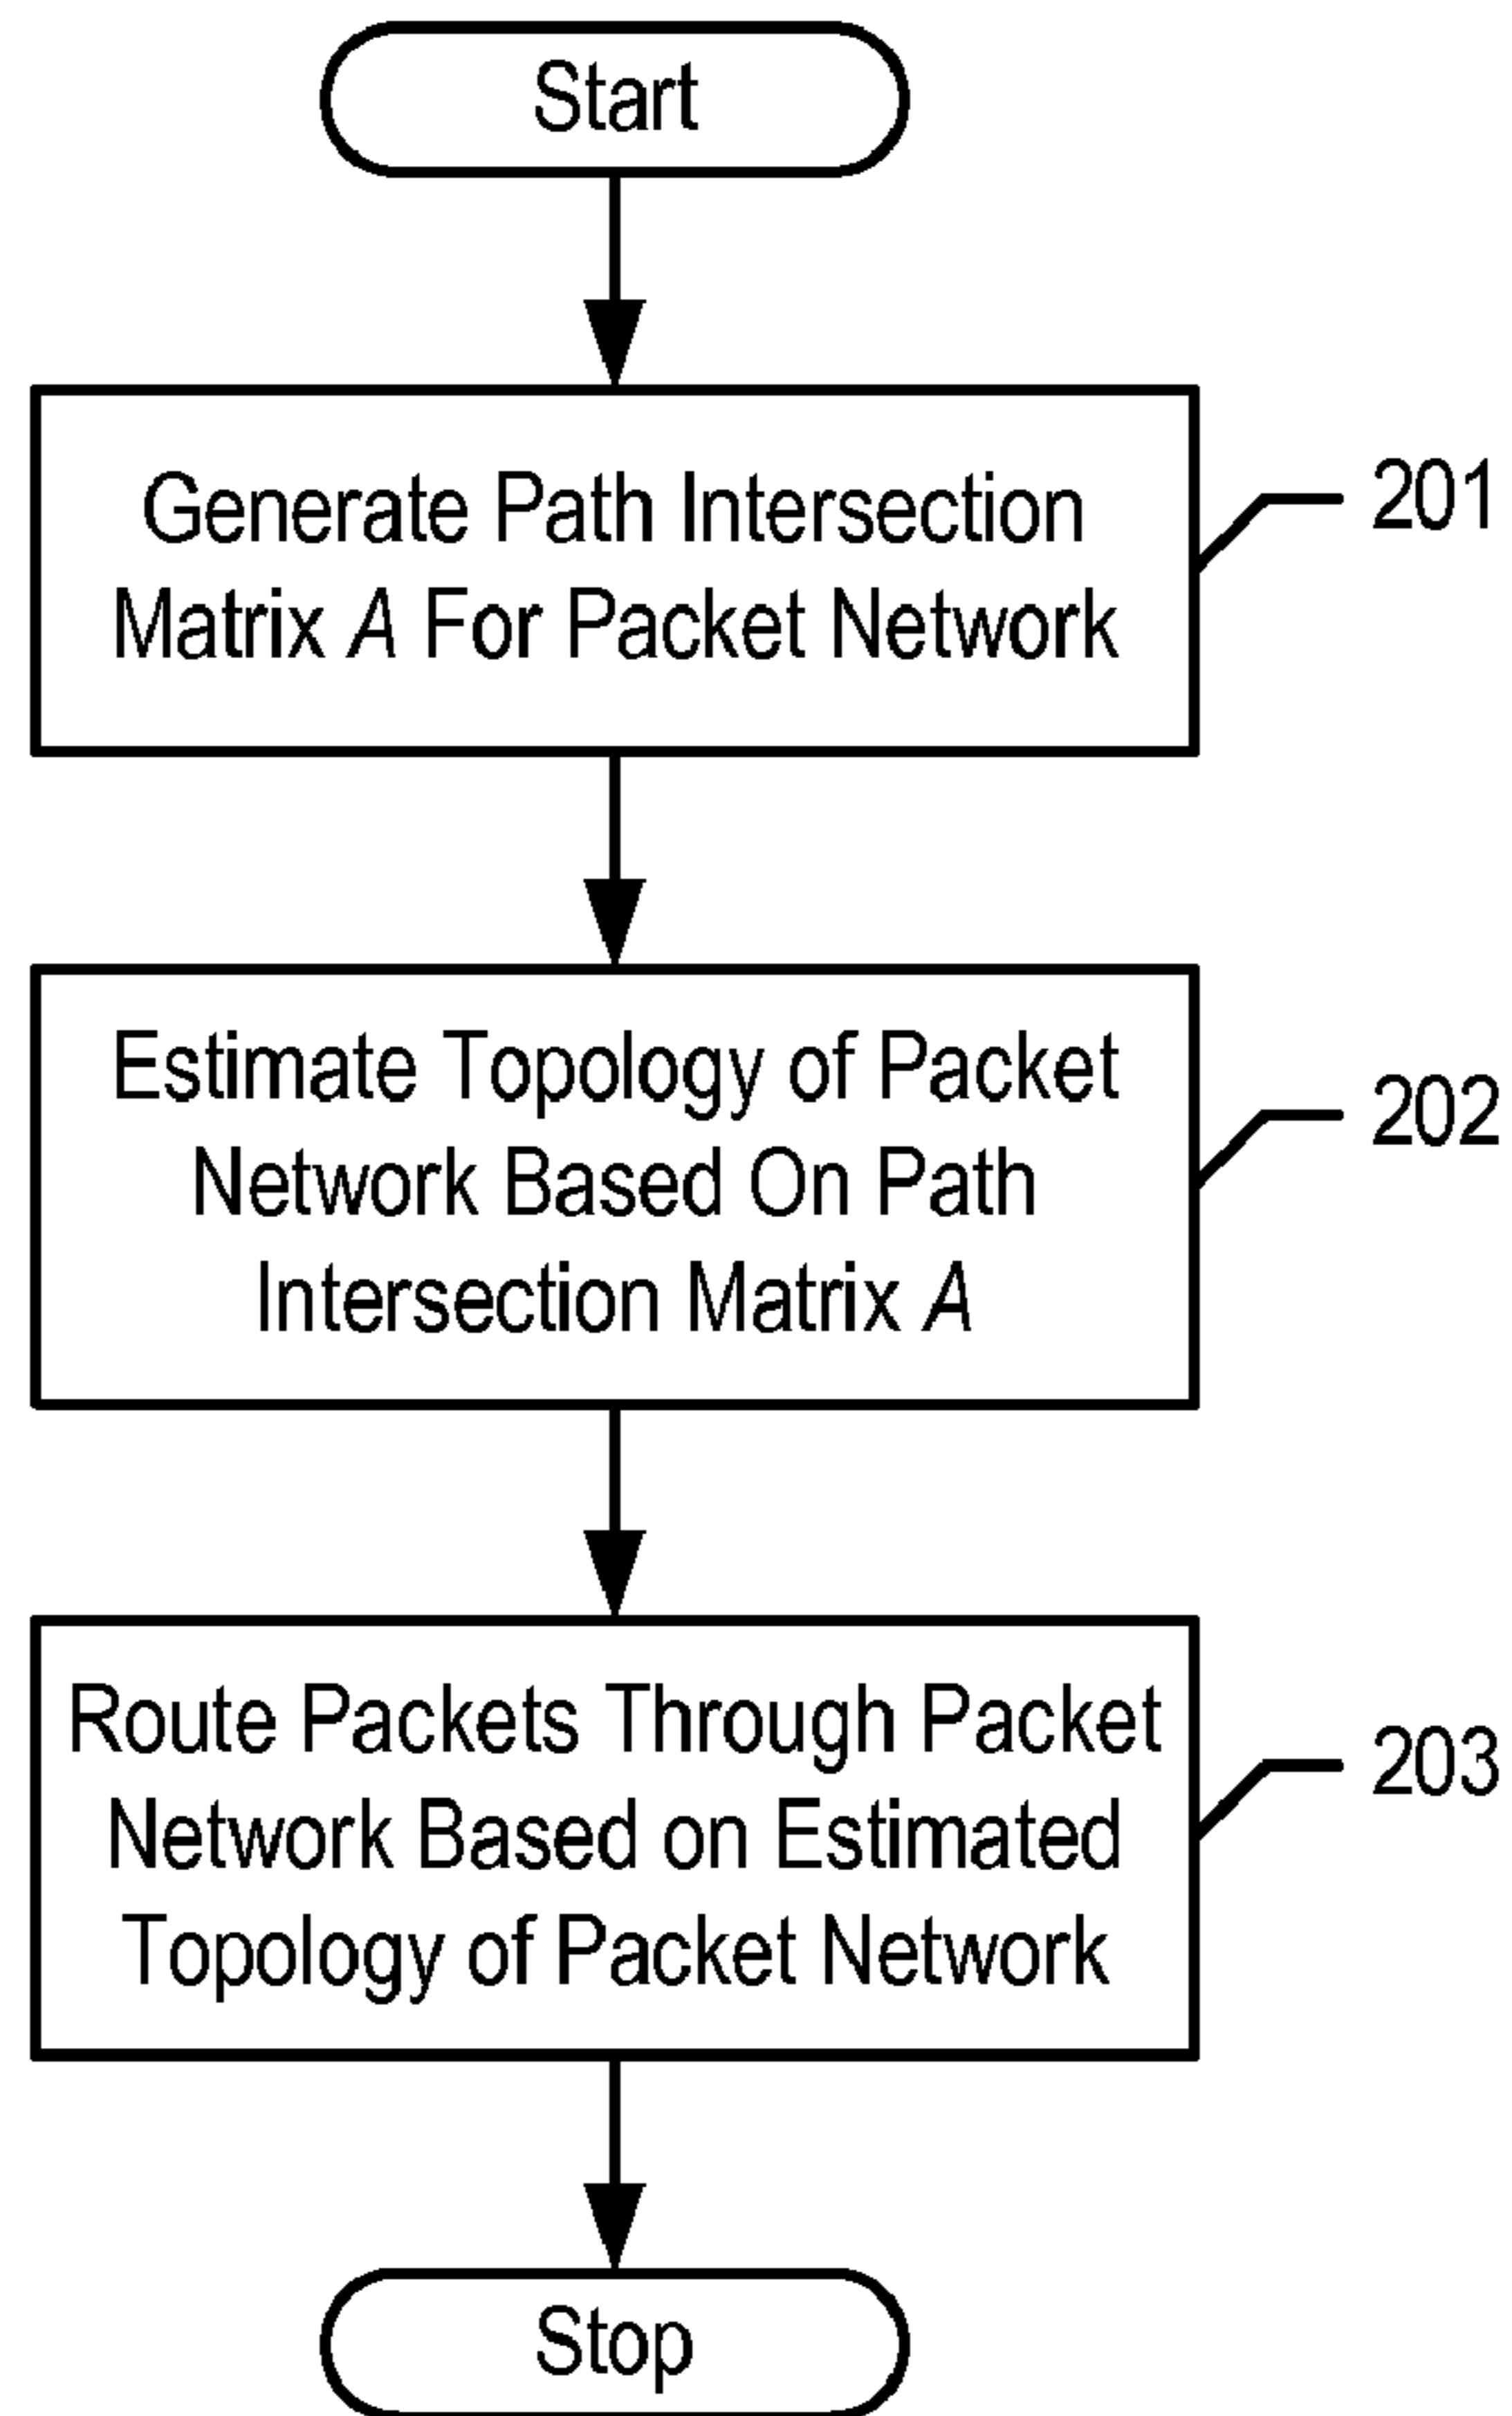 Start
Generate Path Intersection
Matrix A For Packet Network
201
Estimate Topology of Packet
Network Based On Path
Intersection Matrix A
202
Route Packets Through Packet
Network Based on Estimated
Topology of Packet Network
203
Stop